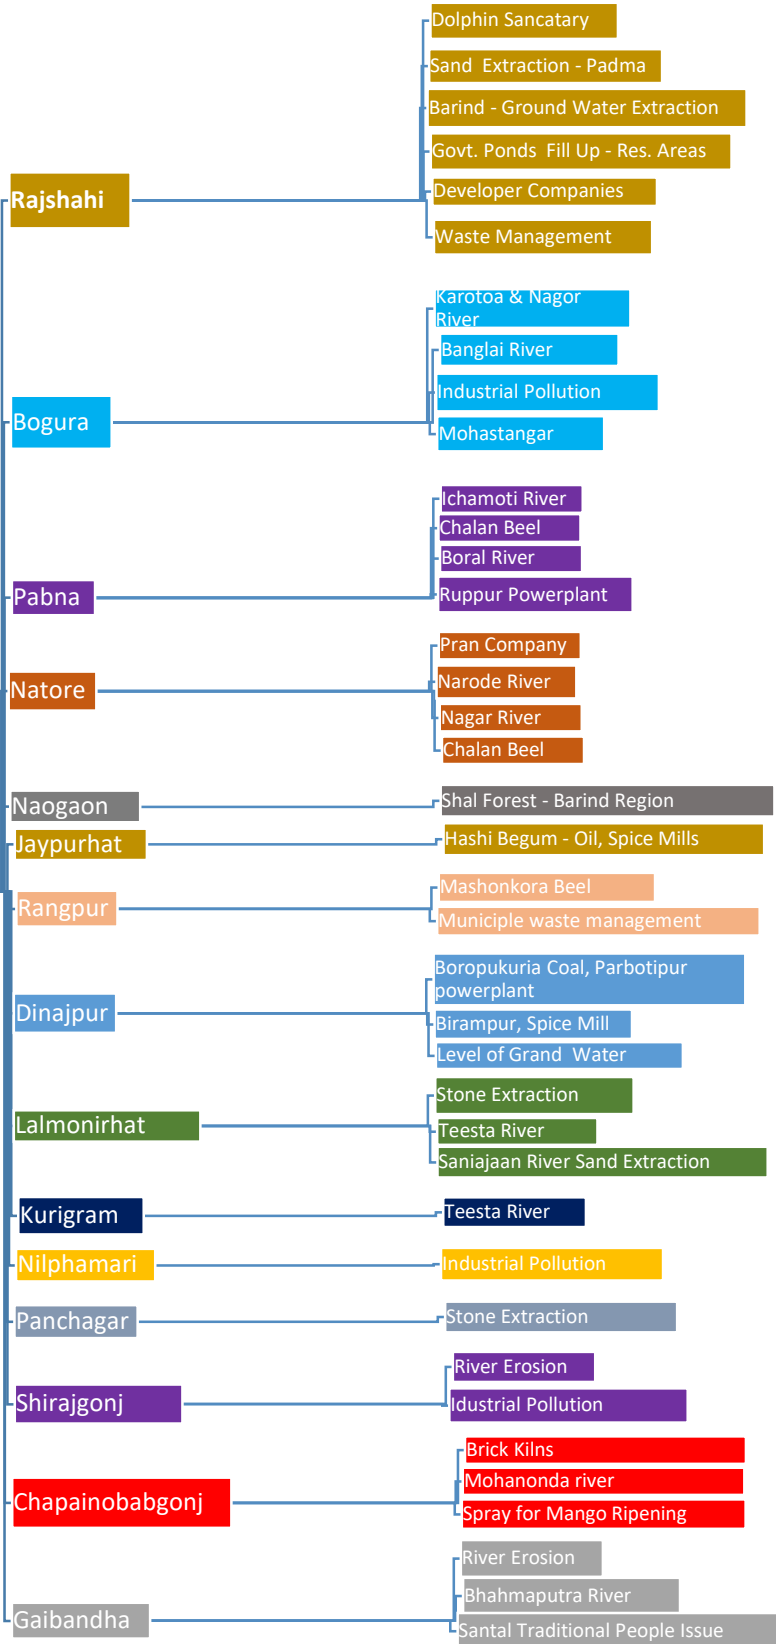 Rajshahi
Dolphin Sancatary
Sand Extraction - Padma
Barind - Ground Water Extraction
Govt. Ponds Fill Up - Res. Areas
Developer Companies
Waste Management
Bogura
Karotoa & Nagor
River
Banglai River
Industrial Pollution
Mohastangar
Pabna
Ichamoti River
Chalan Beel
Boral River
Ruppur Powerplant
Natore
Pran Company
Narode River
Nagar River
Chalan Beel
Naogaon
Shal Forest - Barind Region
Jaypurhat
Hashi Begum - Oil, Spice Mills
Rangpur
Mashonkora Beel
Municiple waste management
Dinajpur
Boropukuria Coal, Parbotipur
powerplant
Birampur, Spice Mill
Level of Grand Water
Lalmonirhat
Stone Extraction
Teesta River
Saniajaan River Sand Extraction
Kurigram
Teesta River
Nilphamari
Industrial Pollution
Panchagar
Stone Extraction
Shirajgonj
River Erosion
Idustrial Pollution
Chapainobabgonj
Brick Kilns
Mohanonda river
Spray for Mango Ripening
Gaibandha
River Erosion
Bhahmaputra River
Santal Traditional People Issue